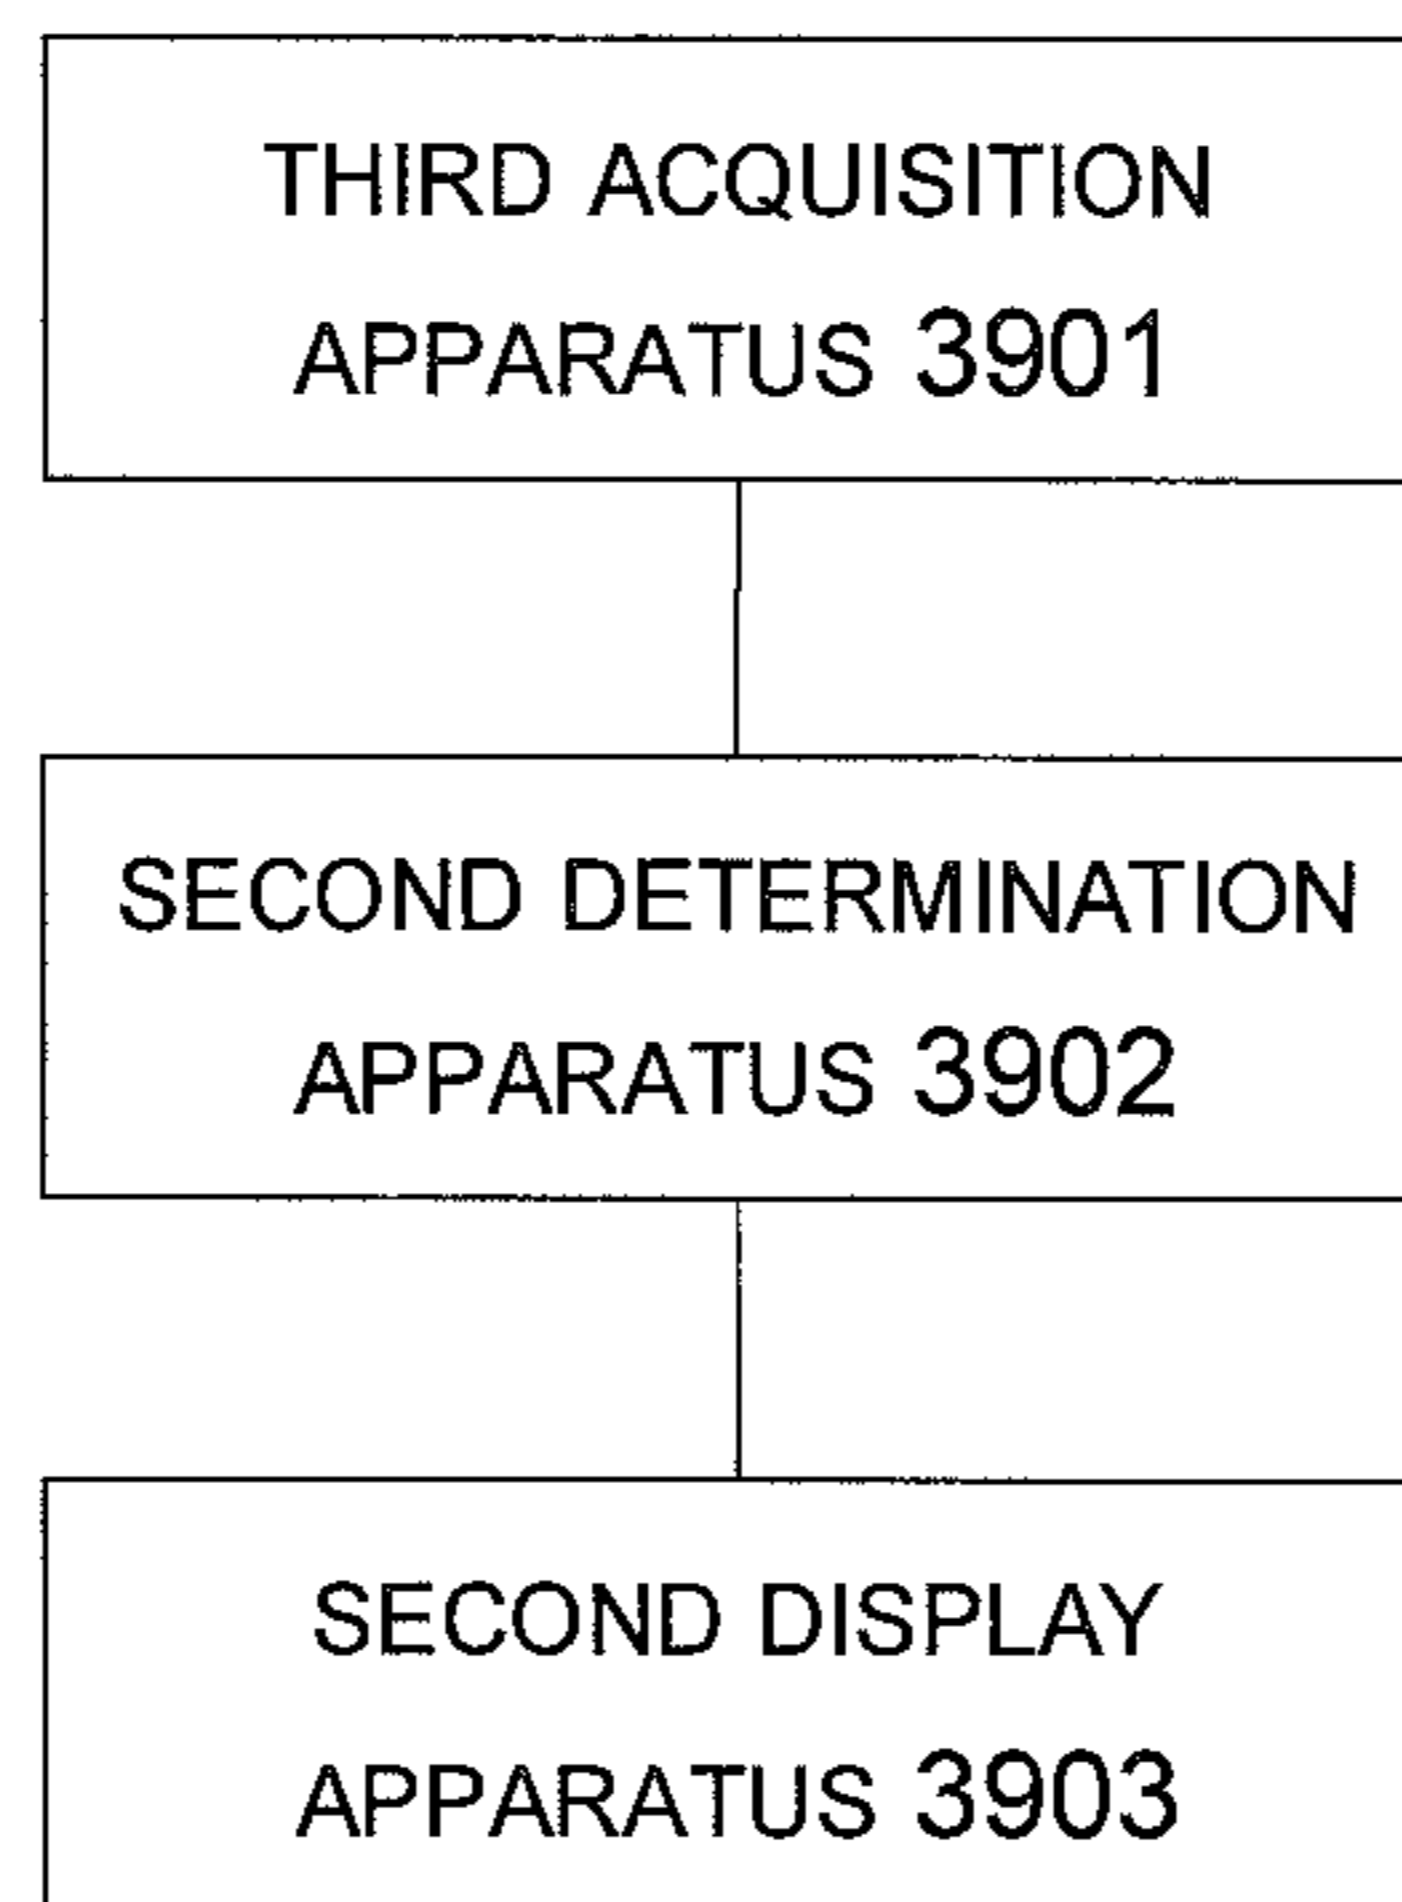 THIRD ACQUISITION
APPARATUS 3901
SECOND DETERMINATION
APPARATUS 3902
SECOND DISPLAY
APPARATUS 3903